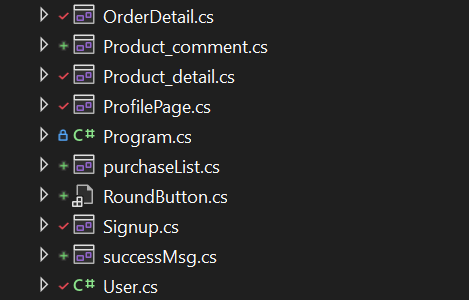 OrderDetail.cs
Product_comment.cs
Product_detail.cs
ProfilePage.cs
C# Program.cs
purchaseList.cs
RoundButton.cs
Signup.cs
successMsg.cs
C# User.cs